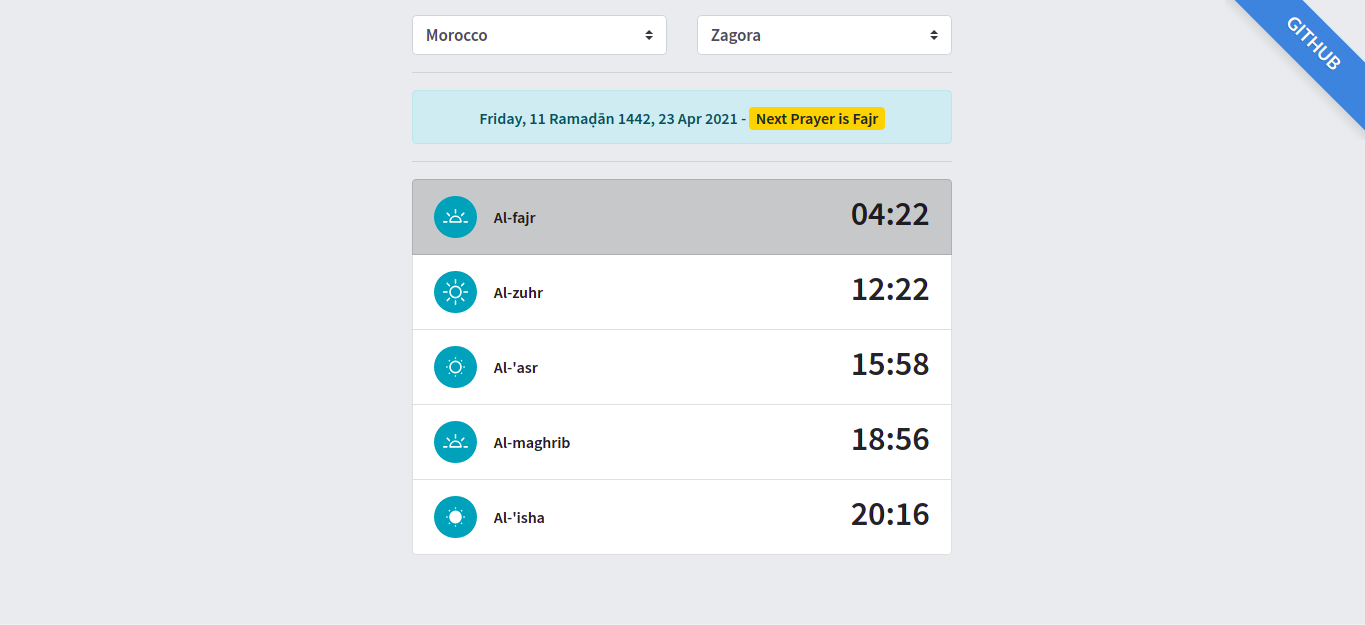 Morocco
Zagora
GITHUB
Friday, 11 Ramaḍān 1442, 23 Apr 2021 - Next Prayer is Fajr
Al-fajr 04:22
Al-zuhr 12:22
Al-'asr 15:58
Al-maghrib 18:56
Al-'isha 20:16